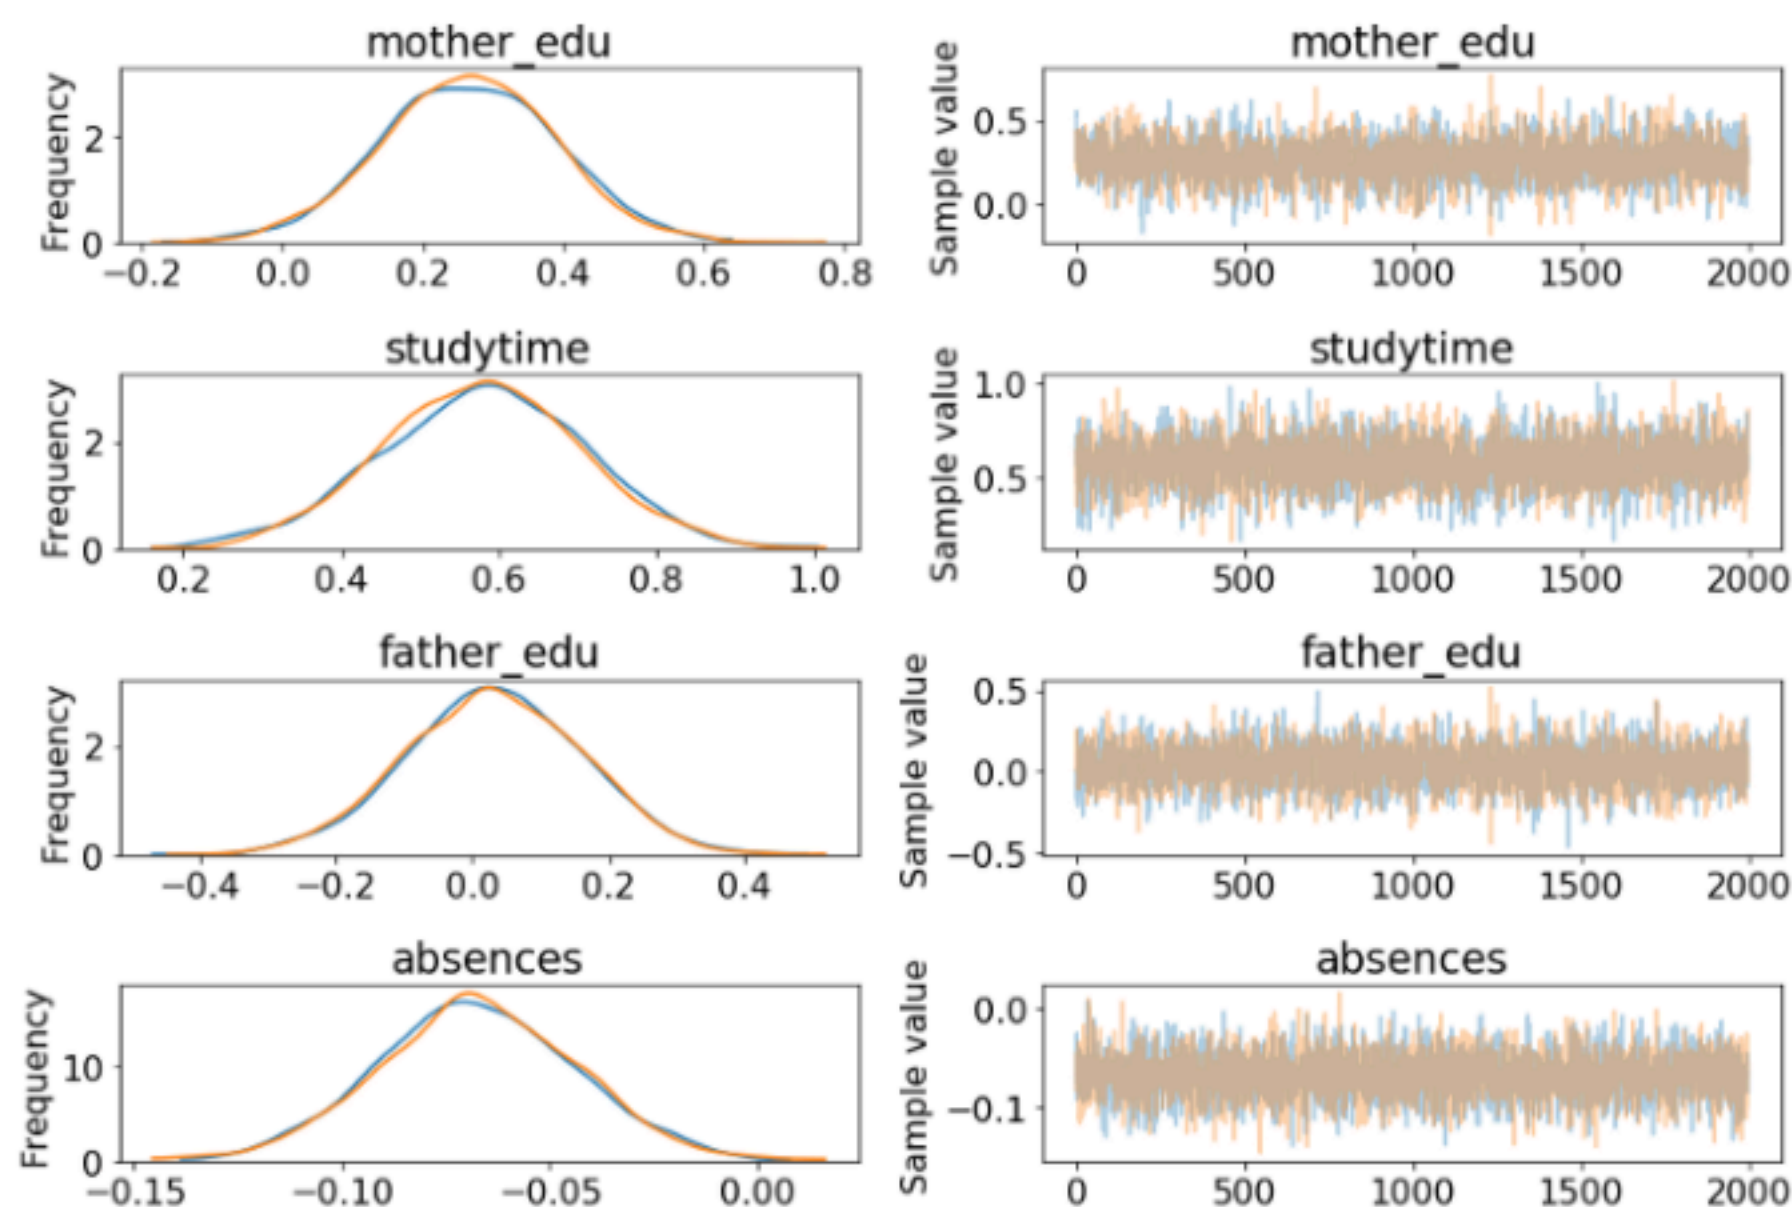 mother_edu
Frequency
2
0
−0.2 0.0 0.2 0.4 0.6 0.8
mother_edu
Sample value
0.5
0.0
0 500 1000 1500 2000
studytime
Frequency
2
0
0.2 0.4 0.6 0.8 1.0
studytime
Sample value
1.0
0.5
0 500 1000 1500 2000
father_edu
Frequency
2
0
−0.4 −0.2 0.0 0.2 0.4
father_edu
Sample value
0.5
0.0
−0.5
0 500 1000 1500 2000
absences
Frequency
10
0
−0.15 −0.10 −0.05 0.00
absences
Sample value
0.0
−0.1
0 500 1000 1500 2000